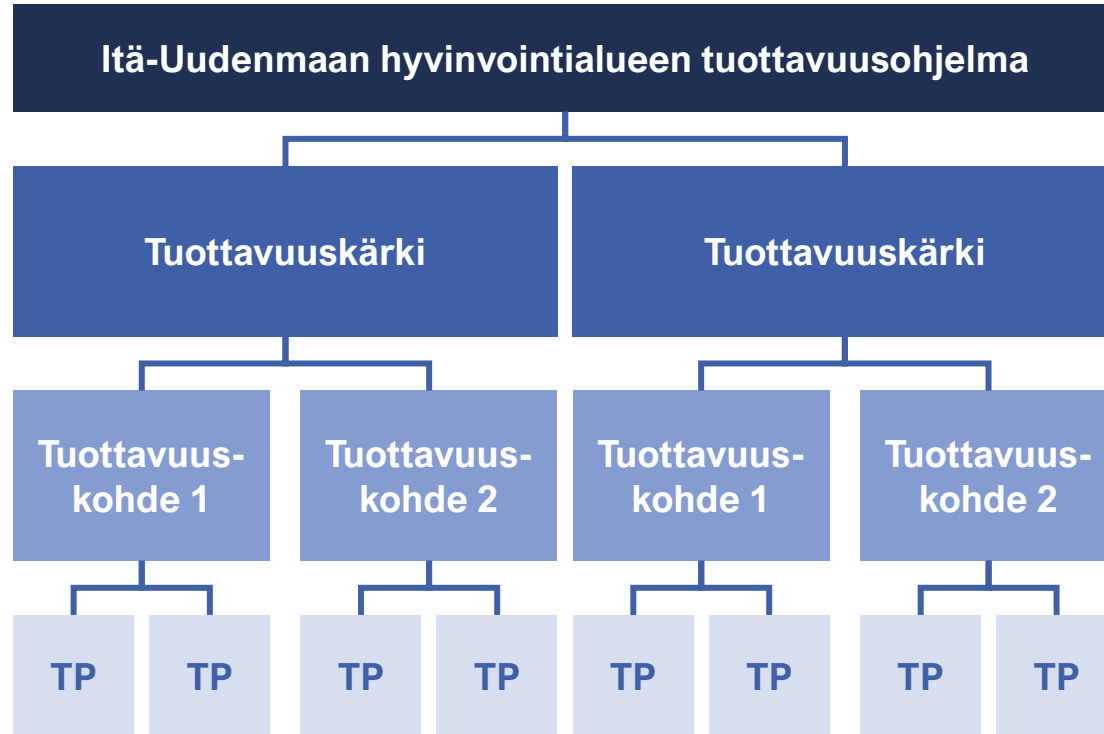 Itä-Uudenmaan hyvinvointialueen tuottavuusohjelma
Tuottavuuskärki
Tuottavuuskärki
Tuottavuus-
kohde 1
Tuottavuus-
kohde 2
Tuottavuus-
kohde 1
Tuottavuus-
kohde 2
TP
TP
TP
TP
TP
TP
TP
TP